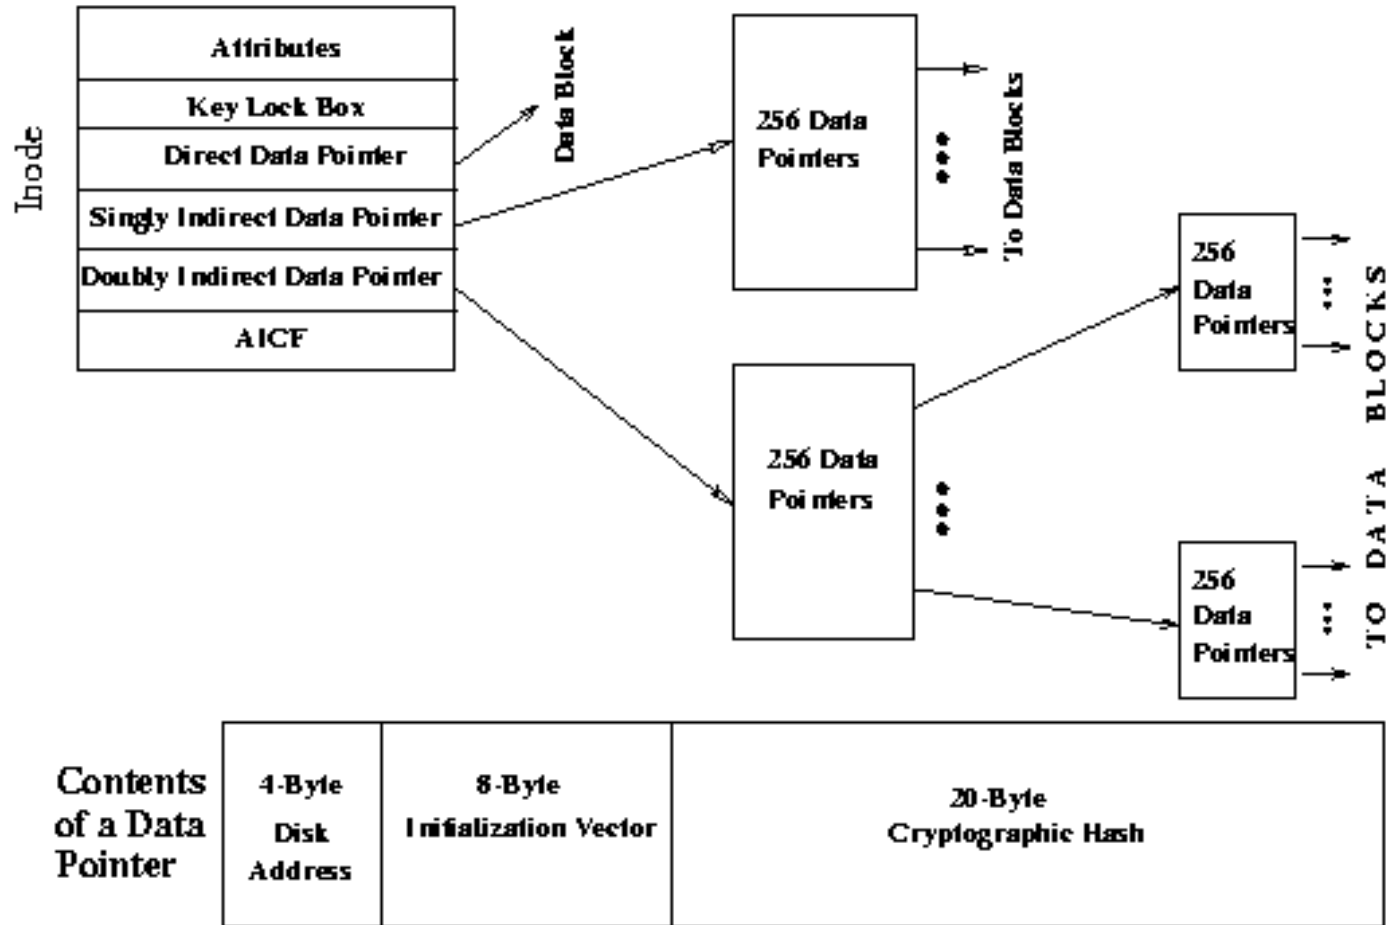 Inode
Attributes
Key Lock Box
Direct Data Pointer
Singly Indirect Data Pointer
Doubly Indirect Data Pointer
AICF
Data Block
256 Data
Pointers
To Data Blocks
256 Data
Pointers
256
Data
Pointers
256
Data
Pointers
TO DATA BLOCKS
Contents
of a Data
Pointer
4-Byte
Disk
Address
8-Byte
Initialization Vector
20-Byte
Cryptographic Hash